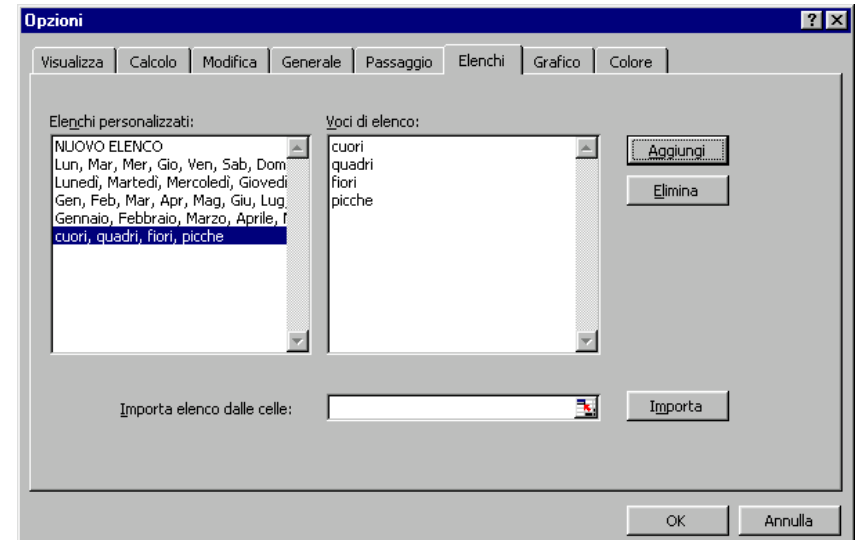 Opzioni
Visualizza Calcolo Modifica Generale Passaggio Elenchi Grafico Colore
Elenchi personalizzati: Voci di elenco:
NUOVO ELENCO
Lun, Mar, Mer, Gio, Ven, Sab, Dom
Lunedì, Martedì, Mercoledì, Giovedi
Gen, Feb, Mar, Apr, Mag, Giu, Lug,
Gennaio, Febbraio, Marzo, Aprile,
cuori, quadri, fiori, picche
cuori
quadri
fiori
picche
Aggiungi
Elimina
Importa elenco dalle celle: Importa
OK Annulla